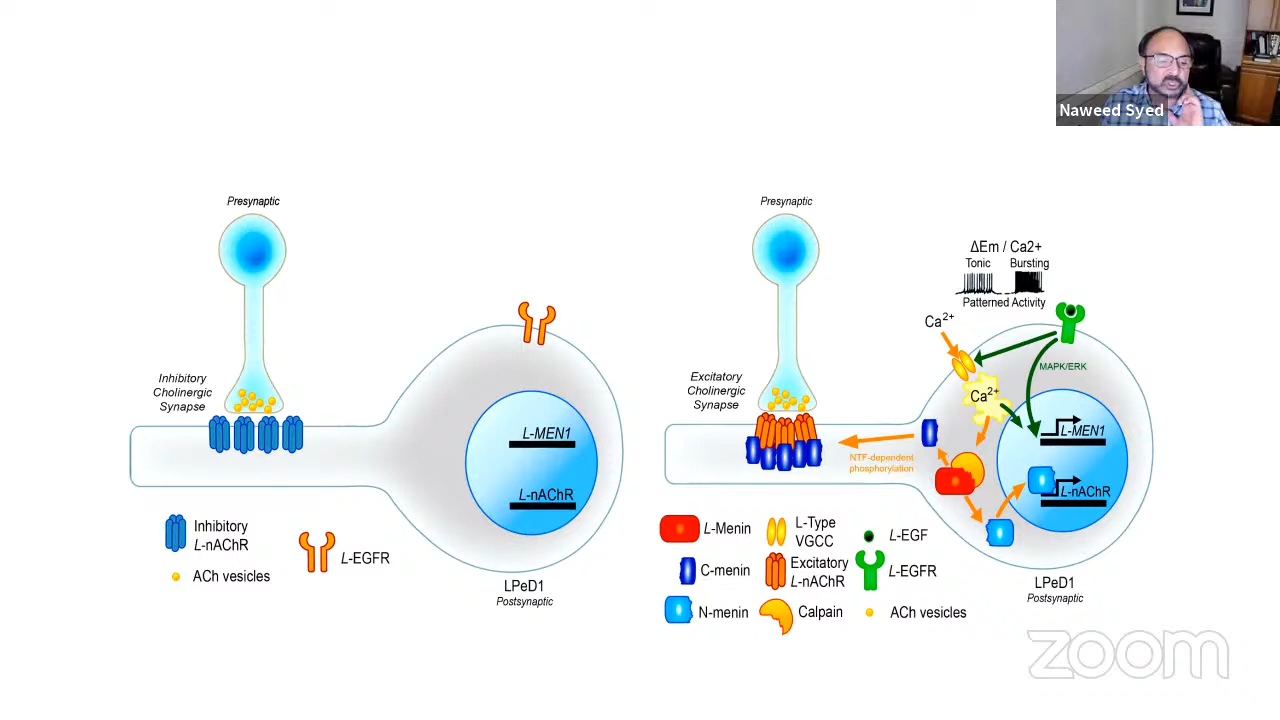 Naweed Syed
Presynaptic
Inhibitory
Cholinergic
Synapse
L-MEN1
L-nAChR
Inhibitory
L-nAChR
ACh vesicles
L-EGFR
LPeD1
Postsynaptic
Presynaptic
ΔEm / Ca2+
Tonic
Bursting
Patterned Activity
Ca2+
MAPK/ERK
Excitatory
Cholinergic
Synapse
Ca2+
L-MEN1
NTF-dependent
phosphorylation
L-nAChR
L-Menin
L-Type
VGCC
L-EGF
C-menin
Excitatory
L-nAChR
L-EGFR
N-menin
Calpain
ACh vesicles
LPeD1
Postsynaptic
zoom